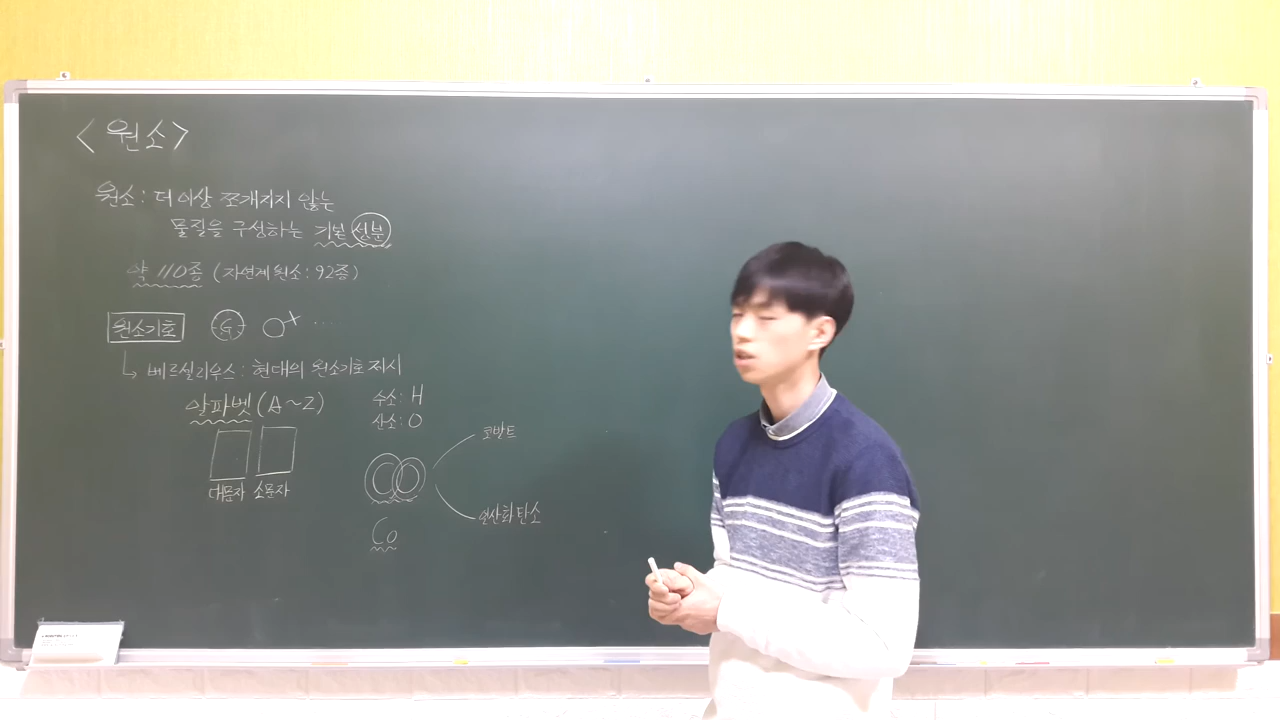 <원소>
원소: 더 이상 쪼개지지 않는
물질을 구성하는 기본 성분
약 110종 (자연계 원소: 92종)
원소기호 G ...
베르셀리우스: 현대의 원소기호 제시
알파벳 (A~Z)
수소: H
산소: O
대문자 소문자
CO
코발트
일산화탄소
Co